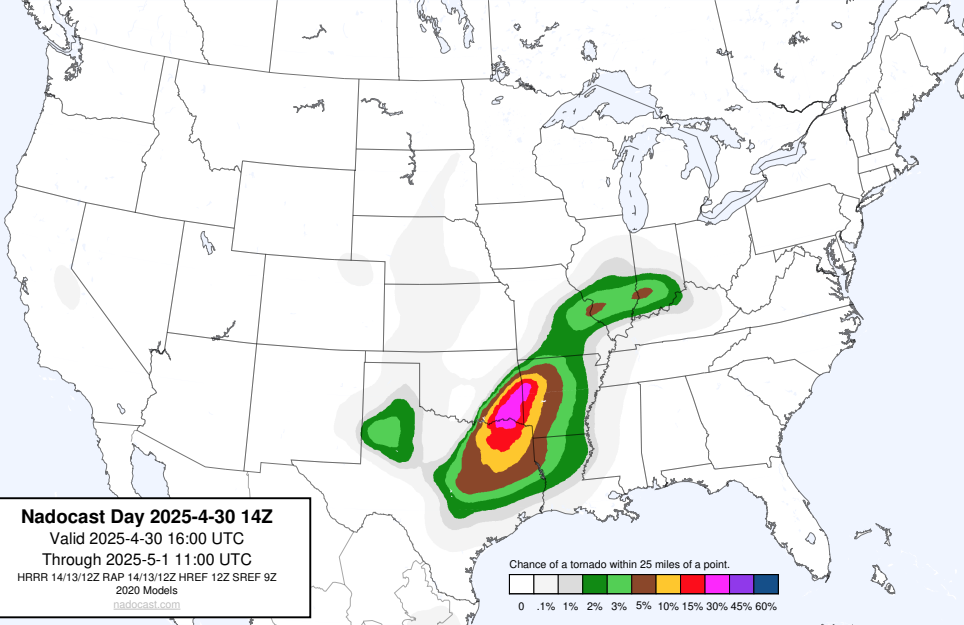 Nadocast Day 2025-4-30 14Z
Valid 2025-4-30 16:00 UTC
Through 2025-5-1 11:00 UTC
HRRR 14/13/12Z RAP 14/13/12Z HREF 12Z SREF 9Z
2020 Models
nadocast.com
Chance of a tornado within 25 miles of a point.
0 .1% 1% 2% 3% 5% 10% 15% 30% 45% 60%